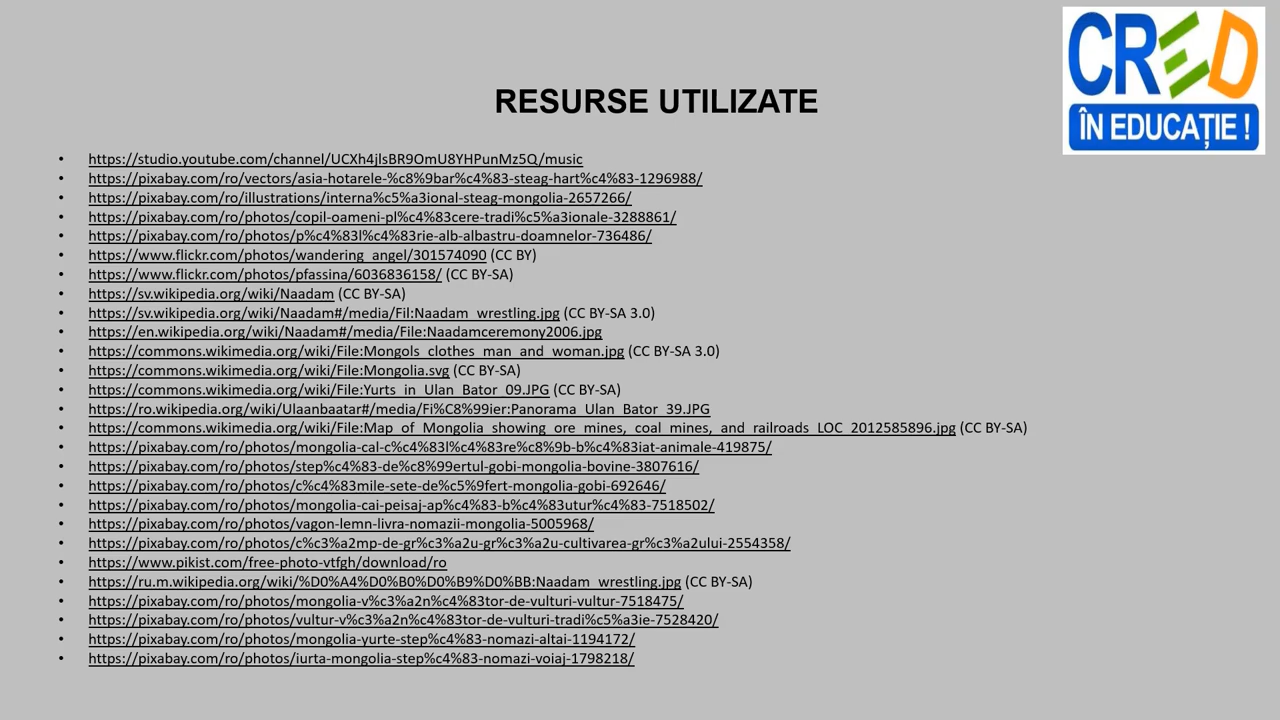 CRED
ÎN EDUCAȚIE !
RESURSE UTILIZATE
• https://studio.youtube.com/channel/UCXh4jlsBR9OmU8YHPunMz5Q/music
• https://pixabay.com/ro/vectors/asia-hotarele-%c8%9bar%c4%83-steag-hart%c4%83-1296988/
• https://pixabay.com/ro/illustrations/interna%c5%a3ional-steag-mongolia-2657266/
• https://pixabay.com/ro/photos/copil-oameni-pl%c4%83cere-tradi%c5%a3ionale-3288861/
• https://pixabay.com/ro/photos/p%c4%83l%c4%83rie-alb-albastru-doamnelor-736486/
• https://www.flickr.com/photos/wandering_angel/301574090 (CC BY)
• https://www.flickr.com/photos/pfassina/6036836158/ (CC BY-SA)
• https://sv.wikipedia.org/wiki/Naadam (CC BY-SA)
• https://sv.wikipedia.org/wiki/Naadam#/media/Fil:Naadam_wrestling.jpg (CC BY-SA 3.0)
• https://en.wikipedia.org/wiki/Naadam#/media/File:Naadamceremony2006.jpg
• https://commons.wikimedia.org/wiki/File:Mongols_clothes_man_and_woman.jpg (CC BY-SA 3.0)
• https://commons.wikimedia.org/wiki/File:Mongolia.svg (CC BY-SA)
• https://commons.wikimedia.org/wiki/File:Yurts_in_Ulan_Bator_09.JPG (CC BY-SA)
• https://ro.wikipedia.org/wiki/Ulaanbaatar#/media/Fi%C8%99ier:Panorama_Ulan_Bator_39.JPG
• https://commons.wikimedia.org/wiki/File:Map_of_Mongolia_showing_ore_mines,_coal_mines,_and_railroads_LOC_2012585896.jpg (CC BY-SA)
• https://pixabay.com/ro/photos/mongolia-cal-c%c4%83l%c4%83re%c8%9b-b%c4%83iat-animale-419875/
• https://pixabay.com/ro/photos/step%c4%83-de%c8%99ertul-gobi-mongolia-bovine-3807616/
• https://pixabay.com/ro/photos/c%c4%83mile-sete-de%c5%9fert-mongolia-gobi-692646/
• https://pixabay.com/ro/photos/mongolia-cai-peisaj-ap%c4%83-b%c4%83utur%c4%83-7518502/
• https://pixabay.com/ro/photos/vagon-lemn-livra-nomazii-mongolia-5005968/
• https://pixabay.com/ro/photos/c%c3%a2mp-de-gr%c3%a2u-gr%c3%a2u-cultivarea-gr%c3%a2ului-2554358/
• https://www.pikist.com/free-photo-vtfgh/download/ro
• https://ru.m.wikipedia.org/wiki/%D0%A4%D0%B0%D0%B9%D0%BB:Naadam_wrestling.jpg (CC BY-SA)
• https://pixabay.com/ro/photos/mongolia-v%c3%a2n%c4%83tor-de-vulturi-vultur-7518475/
• https://pixabay.com/ro/photos/vultur-v%c3%a2n%c4%83tor-de-vulturi-tradi%c5%a3ie-7528420/
• https://pixabay.com/ro/photos/mongolia-yurte-step%c4%83-nomazi-altai-1194172/
• https://pixabay.com/ro/photos/iurta-mongolia-step%c4%83-nomazi-voiaj-1798218/